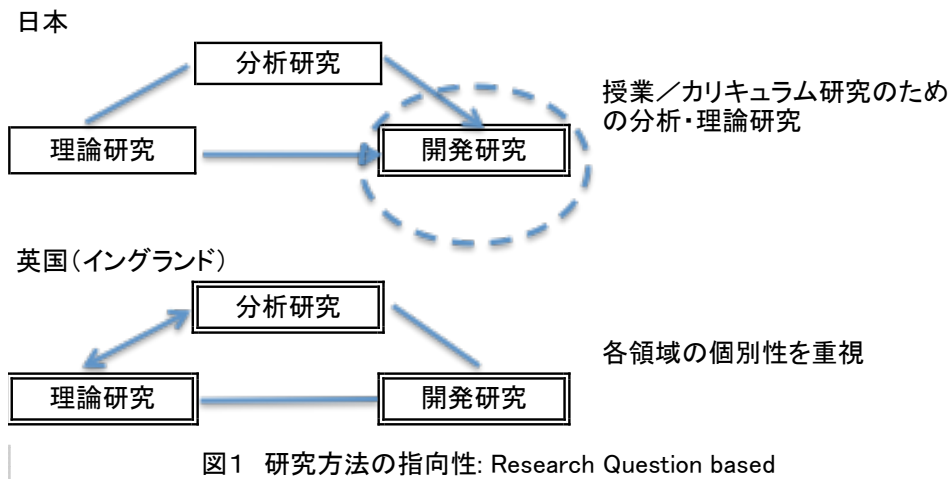 日本
分析研究
理論研究
開発研究
授業／カリキュラム研究のため
の分析・理論研究
英国（イングランド）
分析研究
理論研究
開発研究
各領域の個別性を重視
図１ 研究方法の指向性: Research Question based